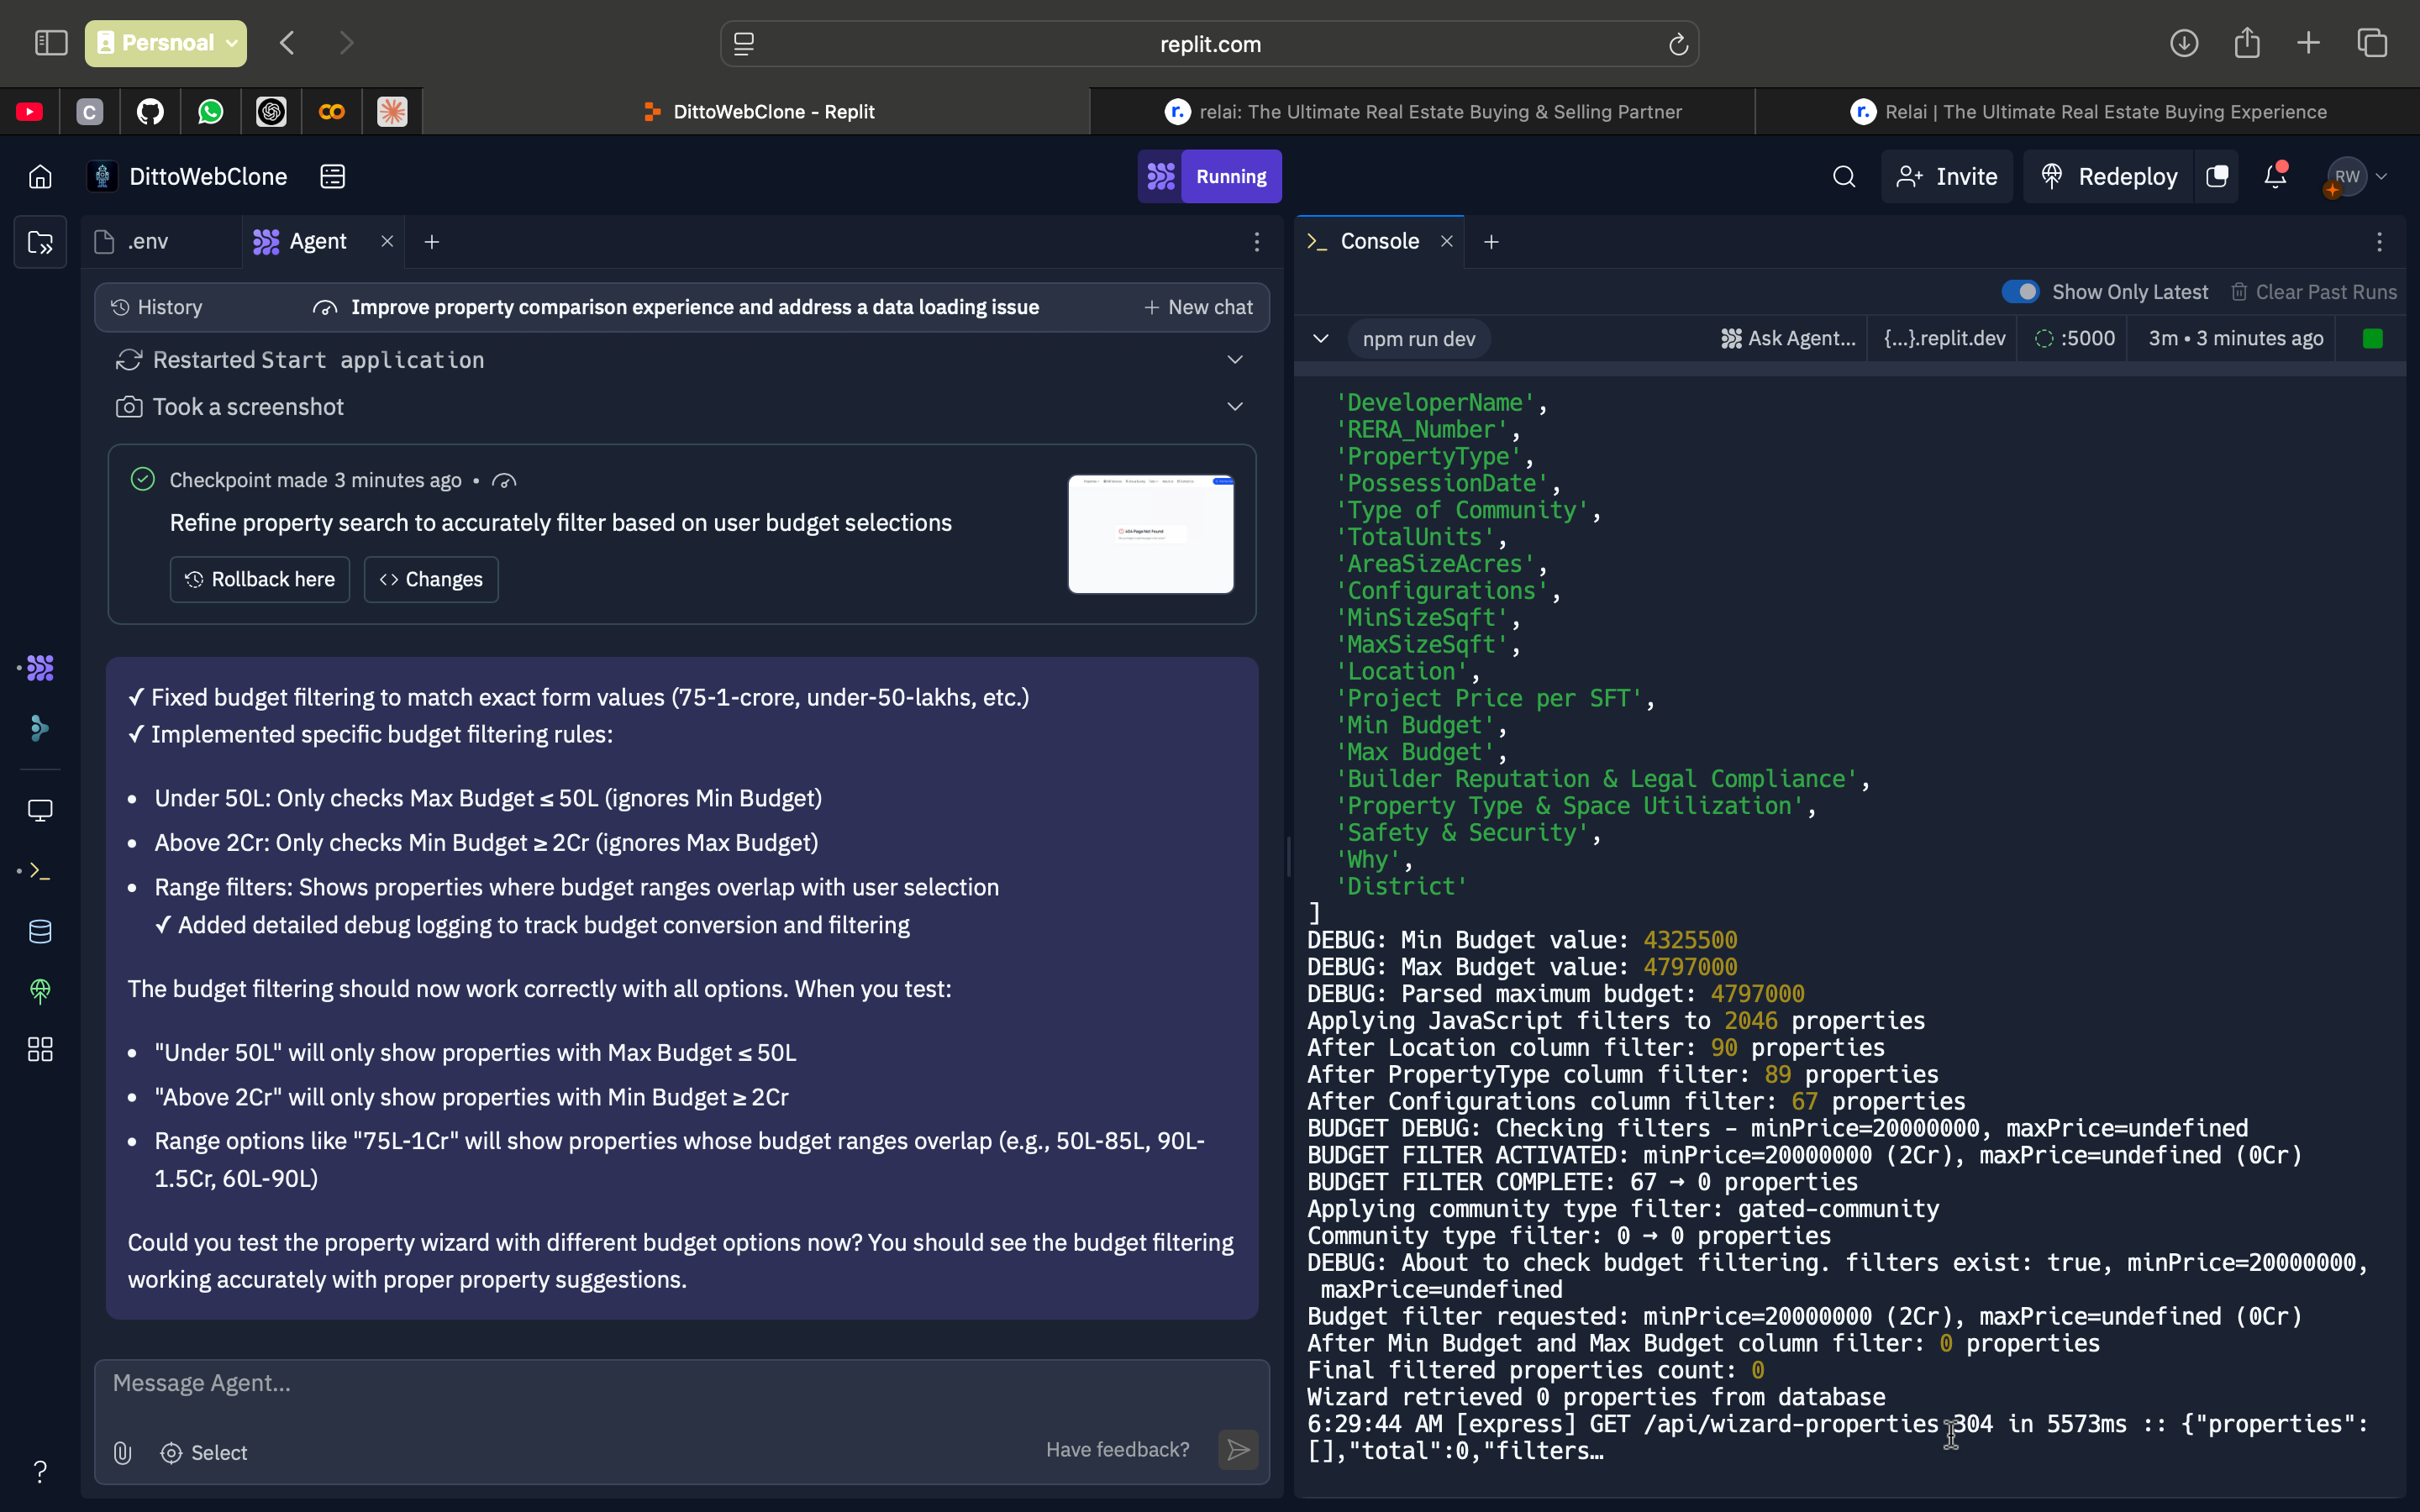 Persnoal
replit.com
C
DittoWebClone - Replit
r. relai: The Ultimate Real Estate Buying & Selling Partner
r. Relai | The Ultimate Real Estate Buying Experience
DittoWebClone
Running
Invite
Redeploy
RW
.env
Agent
Console
Show Only Latest
Clear Past Runs
History
Improve property comparison experience and address a data loading issue
+ New chat
npm run dev
Ask Agent...
{...}.replit.dev
:5000
3m • 3 minutes ago
Restarted Start application
Took a screenshot
Checkpoint made 3 minutes ago •
Refine property search to accurately filter based on user budget selections
Rollback here
<> Changes
404 Page Not Found
✓ Fixed budget filtering to match exact form values (75-1-crore, under-50-lakhs, etc.)
✓ Implemented specific budget filtering rules:
• Under 50L: Only checks Max Budget ≤ 50L (ignores Min Budget)
• Above 2Cr: Only checks Min Budget ≥ 2Cr (ignores Max Budget)
• Range filters: Shows properties where budget ranges overlap with user selection
✓ Added detailed debug logging to track budget conversion and filtering
The budget filtering should now work correctly with all options. When you test:
• "Under 50L" will only show properties with Max Budget ≤ 50L
• "Above 2Cr" will only show properties with Min Budget ≥ 2Cr
• Range options like "75L-1Cr" will show properties whose budget ranges overlap (e.g., 50L-85L, 90L-
1.5Cr, 60L-90L)
Could you test the property wizard with different budget options now? You should see the budget filtering
working accurately with proper property suggestions.
Message Agent...
Select
Have feedback?
'DeveloperName',
'RERA_Number',
'PropertyType',
'PossessionDate',
'Type of Community',
'TotalUnits',
'AreaSizeAcres',
'Configurations',
'MinSizeSqft',
'MaxSizeSqft',
'Location',
'Project Price per SFT',
'Min Budget',
'Max Budget',
'Builder Reputation & Legal Compliance',
'Property Type & Space Utilization',
'Safety & Security',
'Why',
'District'
]
DEBUG: Min Budget value: 4325500
DEBUG: Max Budget value: 4797000
DEBUG: Parsed maximum budget: 4797000
Applying JavaScript filters to 2046 properties
After Location column filter: 90 properties
After PropertyType column filter: 89 properties
After Configurations column filter: 67 properties
BUDGET DEBUG: Checking filters - minPrice=20000000, maxPrice=undefined
BUDGET FILTER ACTIVATED: minPrice=20000000 (2Cr), maxPrice=undefined (0Cr)
BUDGET FILTER COMPLETE: 67 → 0 properties
Applying community type filter: gated-community
Community type filter: 0 → 0 properties
DEBUG: About to check budget filtering. filters exist: true, minPrice=20000000,
maxPrice=undefined
Budget filter requested: minPrice=20000000 (2Cr), maxPrice=undefined (0Cr)
After Min Budget and Max Budget column filter: 0 properties
Final filtered properties count: 0
Wizard retrieved 0 properties from database
6:29:44 AM [express] GET /api/wizard-properties 304 in 5573ms :: {"properties":
[],"total":0,"filters…
?